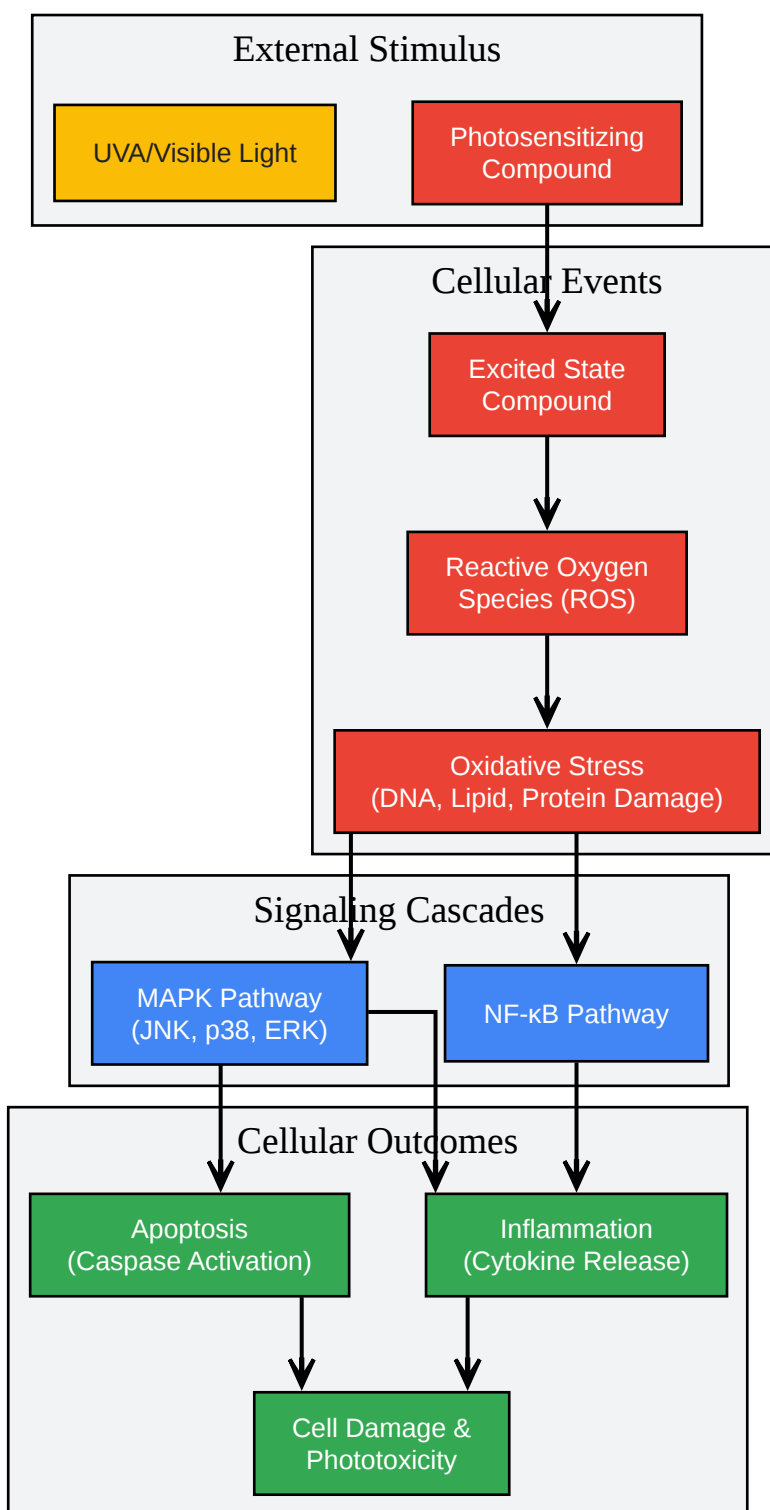 External Stimulus
UVA/Visible Light
Photosensitizing
Compound
Cellular Events
Excited State
Compound
Reactive Oxygen
Species (ROS)
Oxidative Stress
(DNA, Lipid, Protein Damage)
Signaling Cascades
MAPK Pathway
(JNK, p38, ERK)
NF-κB Pathway
Cellular Outcomes
Apoptosis
(Caspase Activation)
Inflammation
(Cytokine Release)
Cell Damage &
Phototoxicity